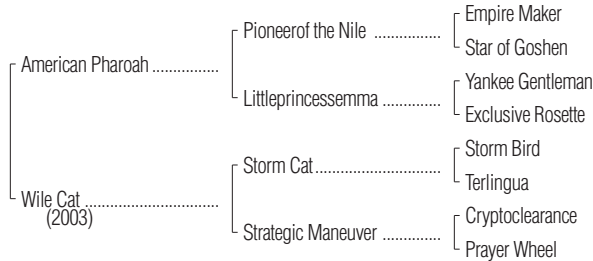 Empire Maker
Pioneerof the Nile ................
Star of Goshen
American Pharoah ................
Yankee Gentleman
Littleprincessemma ..............
Exclusive Rosette
Storm Bird
Storm Cat ..............................
Terlingua
Wile Cat ................................
(2003)
Cryptoclearance
Strategic Maneuver ..............
Prayer Wheel